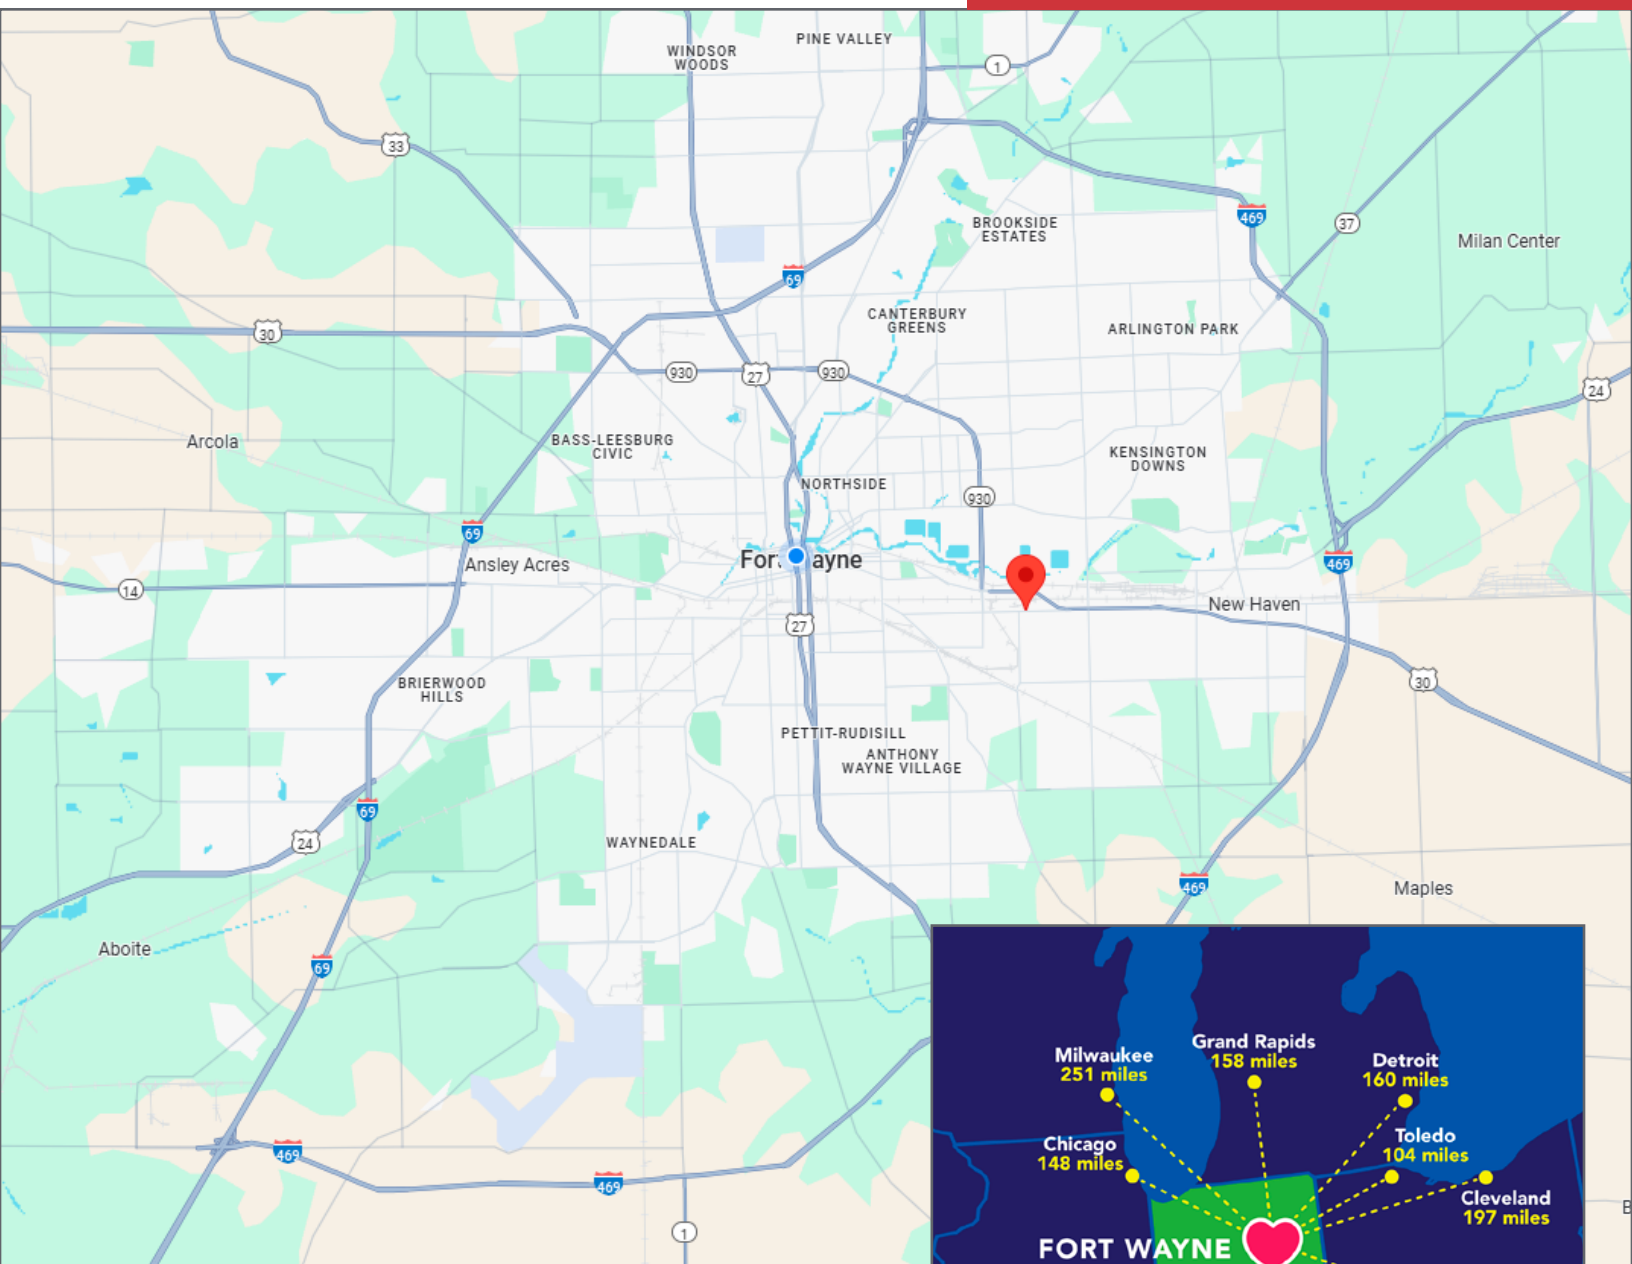 PINE VALLEY
WINDSOR
WOODS
1
33
469
37
BROOKSIDE
ESTATES
Milan Center
69
CANTERBURY
GREENS
ARLINGTON PARK
30
930
27
930
24
Arcola
BASS-LEESBURG
CIVIC
KENSINGTON
DOWNS
NORTHSIDE
930
69
Fort Wayne
Ansley Acres
469
14
New Haven
27
BRIERWOOD
HILLS
30
PETTIT-RUDISILL
ANTHONY
WAYNE VILLAGE
69
24
WAYNEDALE
469
Maples
Aboite
69
Grand Rapids
158 miles
Milwaukee
251 miles
Detroit
160 miles
Toledo
104 miles
Chicago
148 miles
469
469
Cleveland
197 miles
1
FORT WAYNE